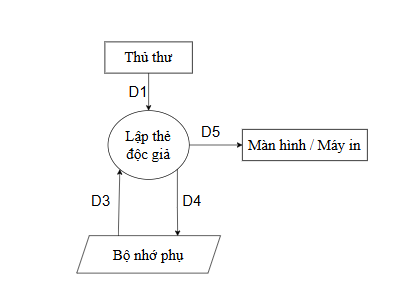 Thủ thư
D1
Lập thẻ
độc giả
D5
Màn hình / Máy in
D3
D4
Bộ nhớ phụ